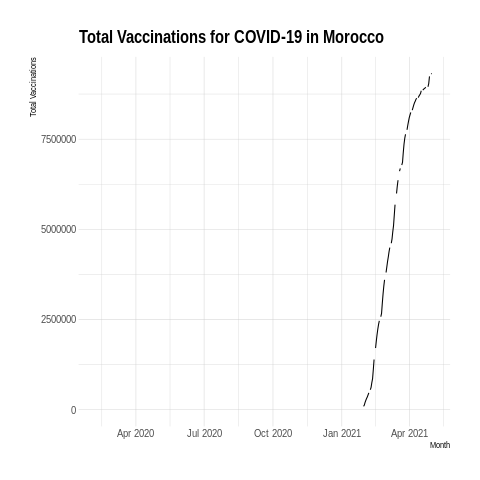 Total Vaccinations for COVID-19 in Morocco
Total Vaccinations
7500000
5000000
2500000
0
Apr 2020 Jul 2020 Oct 2020 Jan 2021 Apr 2021
Month